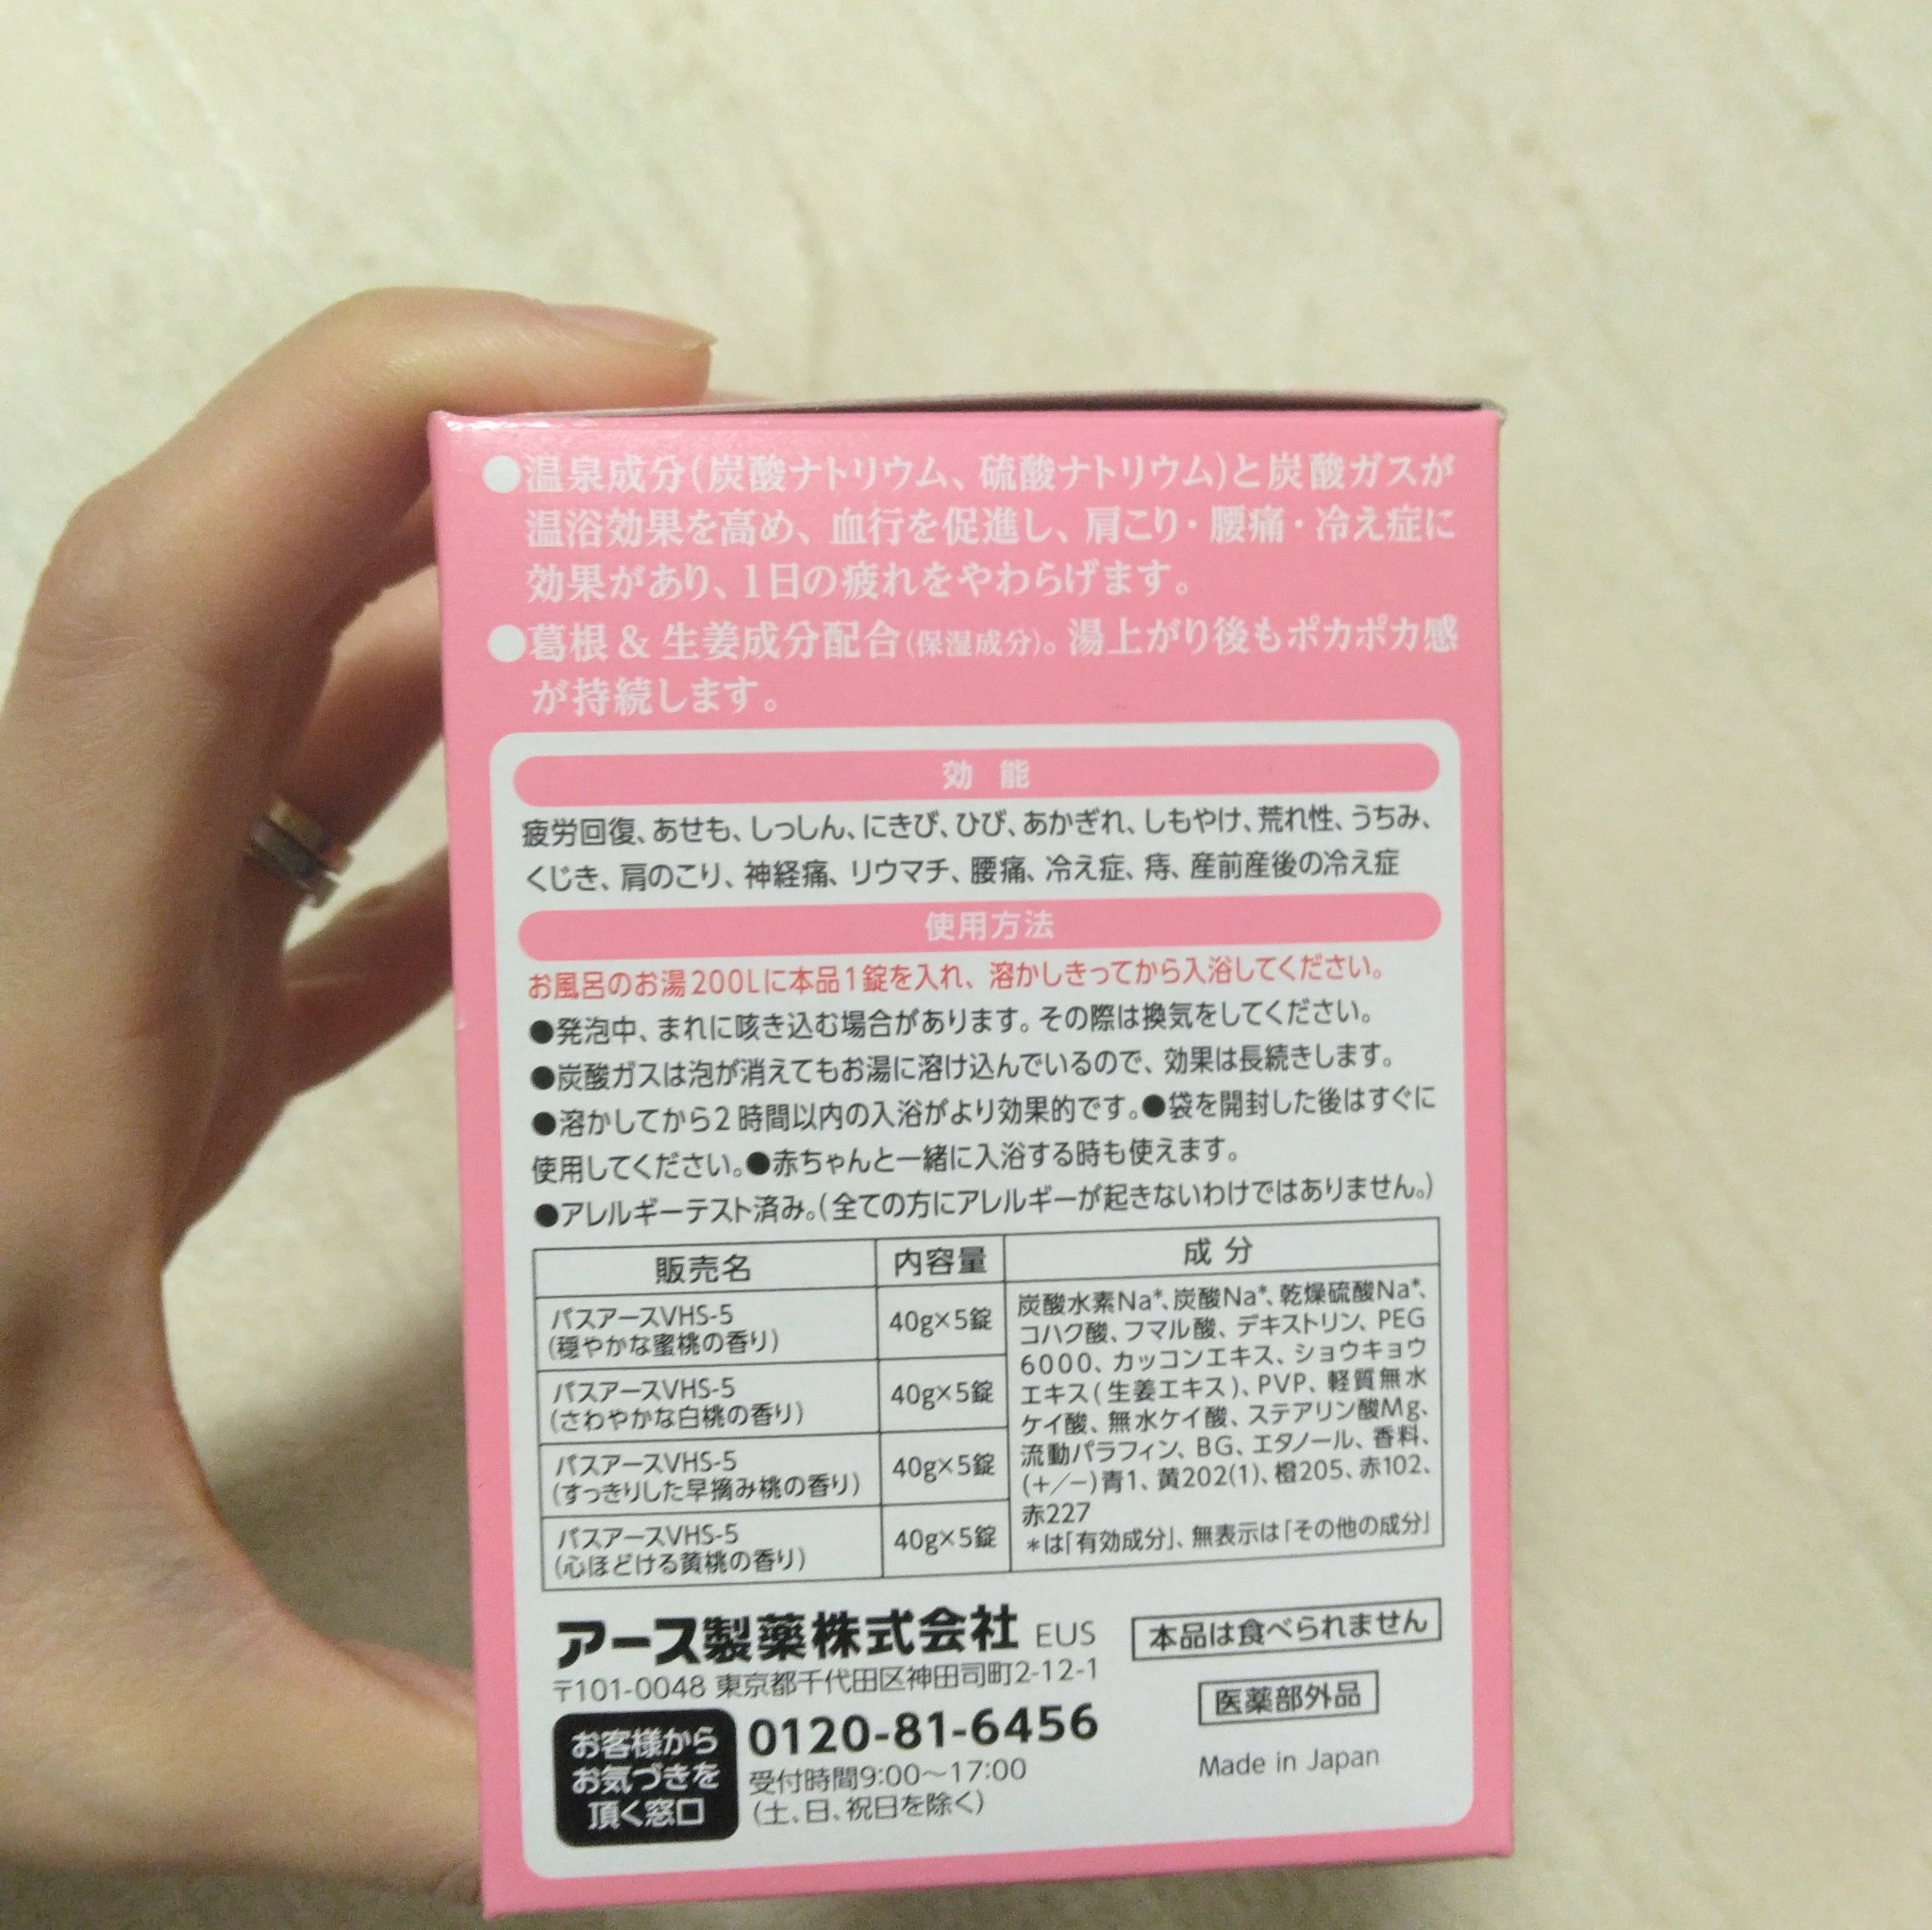 ●温泉成分(炭酸ナトリウム、硫酸ナトリウム)と炭酸ガスが
温浴効果を高め、血行を促進し、肩こり・腰痛・冷え症に
効果があり、1日の疲れをやわらげます。
●葛根&生姜成分配合(保湿成分)。湯上がり後もポカポカ感
が持続します。
効能
疲労回復、あせも、しっしん、にきび、ひび、あかぎれ、しもやけ、荒れ性、うちみ、
くじき、肩のこり、神経痛、リウマチ、腰痛、冷え症、痔、産前産後の冷え症
使用方法
お風呂のお湯200Lに本品1錠を入れ、溶かしきってから入浴してください。
●発泡中、まれに咳き込む場合があります。その際は換気をしてください。
●炭酸ガスは泡が消えてもお湯に溶け込んでいるので、効果は長続きします。
●溶かしてから2時間以内の入浴がより効果的です。●袋を開封した後はすぐに
使用してください。●赤ちゃんと一緒に入浴する時も使えます。
●アレルギーテスト済み。(全ての方にアレルギーが起きないわけではありません。)
販売名 内容量 成分
バスアースVHS-5
(穏やかな蜜桃の香り)
40g×5錠
バスアースVHS-5
(さわやかな白桃の香り)
40g×5錠
バスアースVHS-5
(すっきりした早摘み桃の香り)
40g×5錠
バスアースVHS-5
(心ほどける黄桃の香り)
40g×5錠
炭酸水素Na*、炭酸Na*、乾燥硫酸Na*、
コハク酸、フマル酸、デキストリン、PEG
6000、カッコンエキス、ショウキョウ
エキス(生姜エキス)、PVP、軽質無水
ケイ酸、無水ケイ酸、ステアリン酸Mg、
流動パラフィン、BG、エタノール、香料、
(+/−)青1、黄202(1)、橙205、赤102、
赤227
*は「有効成分」、無表示は「その他の成分」
アース製薬株式会社 EUS
〒101-0048 東京都千代田区神田司町2-12-1
お客様から
お気づきを
頂く窓口
0120-81-6456
受付時間9:00〜17:00
(土、日、祝日を除く)
本品は食べられません
医薬部外品
Made in Japan